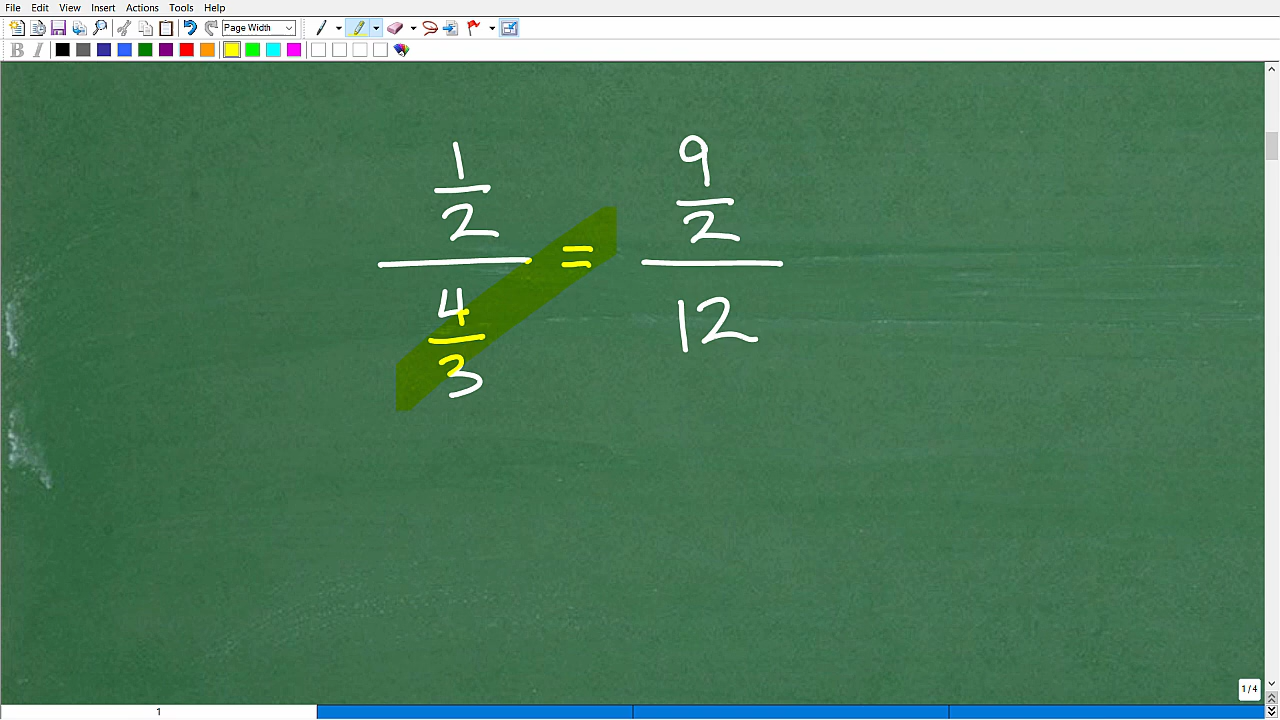 File Edit View Insert Actions Tools Help
Page Width
B I
1 9
2 = 2
4 12
3
1 / 4
1